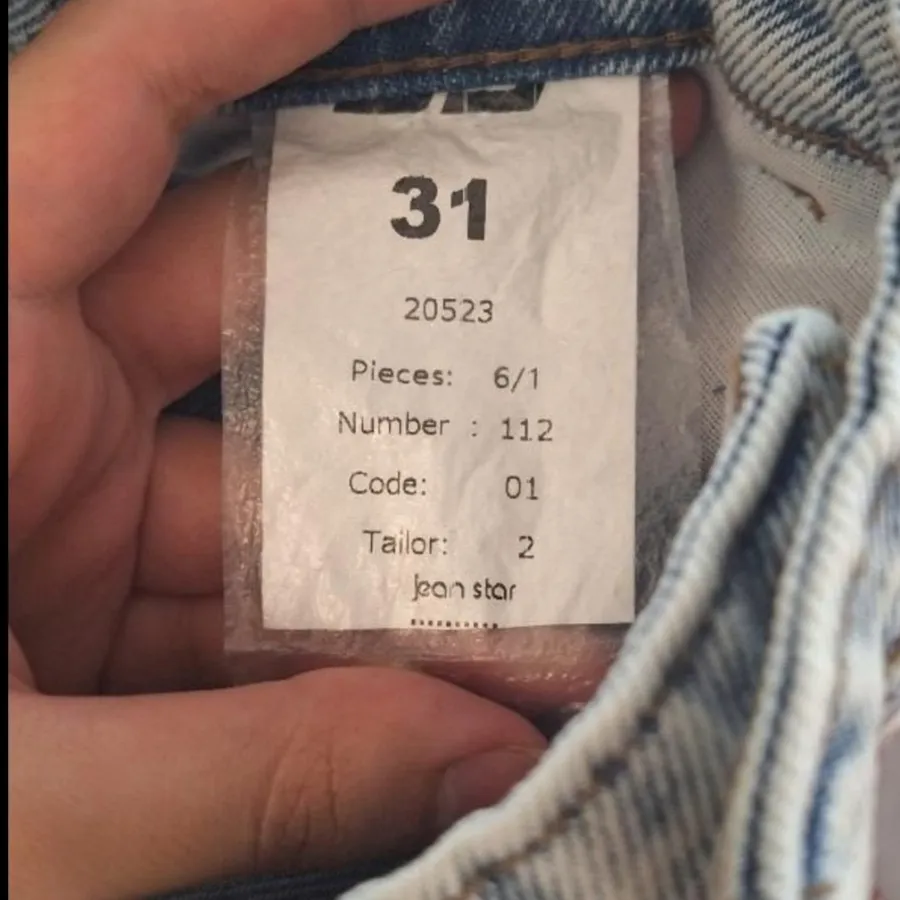 31
20523
Pieces: 6/1
Number : 112
Code: 01
Tailor: 2
Jean star